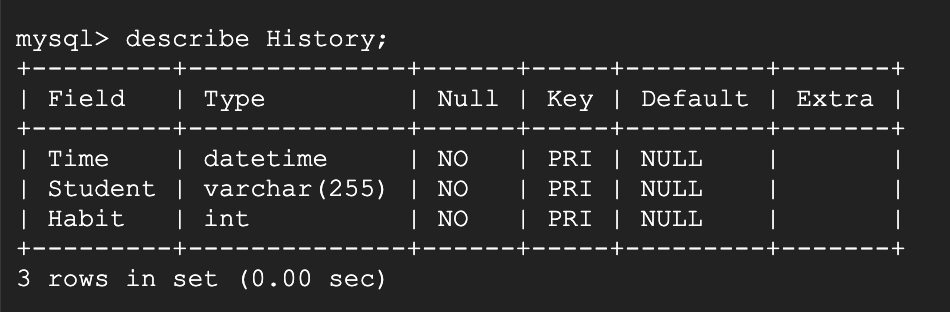 mysql> describe History;
+---------+--------------+------+-----+---------+-------+
| Field   | Type         | Null | Key | Default | Extra |
+---------+--------------+------+-----+---------+-------+
| Time    | datetime     | NO   | PRI | NULL    |       |
| Student | varchar(255) | NO   | PRI | NULL    |       |
| Habit   | int          | NO   | PRI | NULL    |       |
+---------+--------------+------+-----+---------+-------+
3 rows in set (0.00 sec)